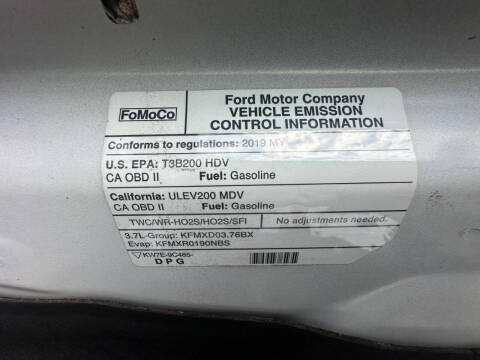 FoMoCo
Ford Motor Company
VEHICLE EMISSION
CONTROL INFORMATION
Conforms to regulations: 2019 MY
U.S. EPA: T3B200 HDV
CA OBD II Fuel: Gasoline
California: ULEV200 MDV
CA OBD II Fuel: Gasoline
TWC/WR-HO2S/HO2S/SFI No adjustments needed.
3.7L-Group: KFMXD03.76BX
Evap: KFMXR0190NBS
KW7E-9C485-
D P G